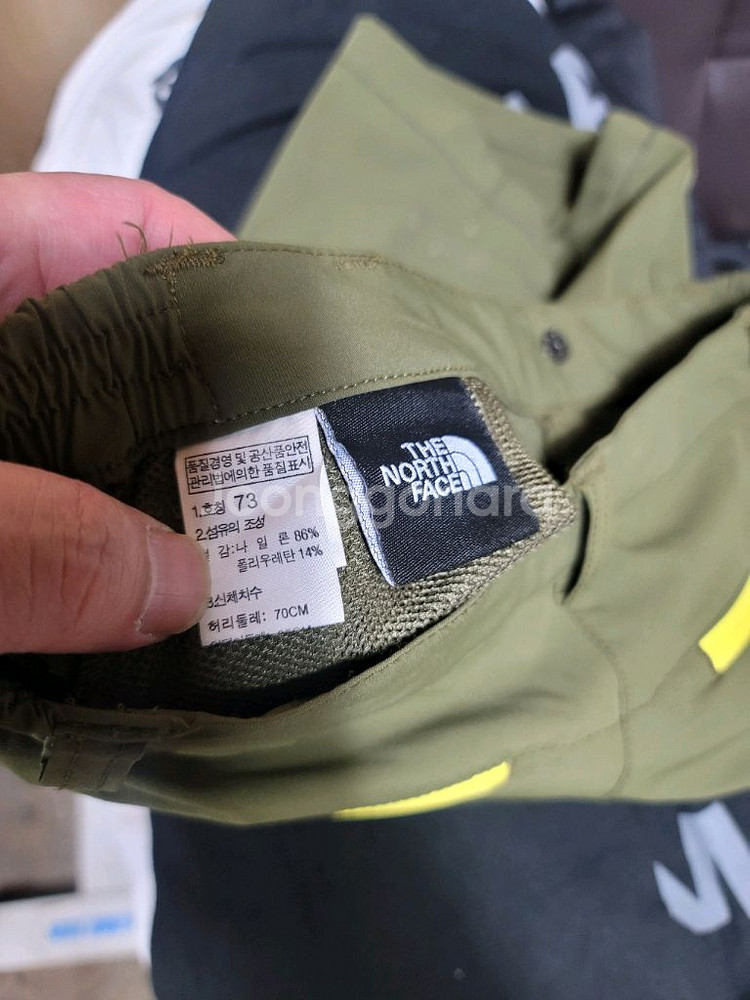 품질경영 및 공산품안전
관리법에의한 품질표시
1.호칭 73
2.섬유의 조성
감:나 일 론 86%
폴리우레탄 14%
3.신체치수
허리둘레: 70CM
THE
NORTH
FACE